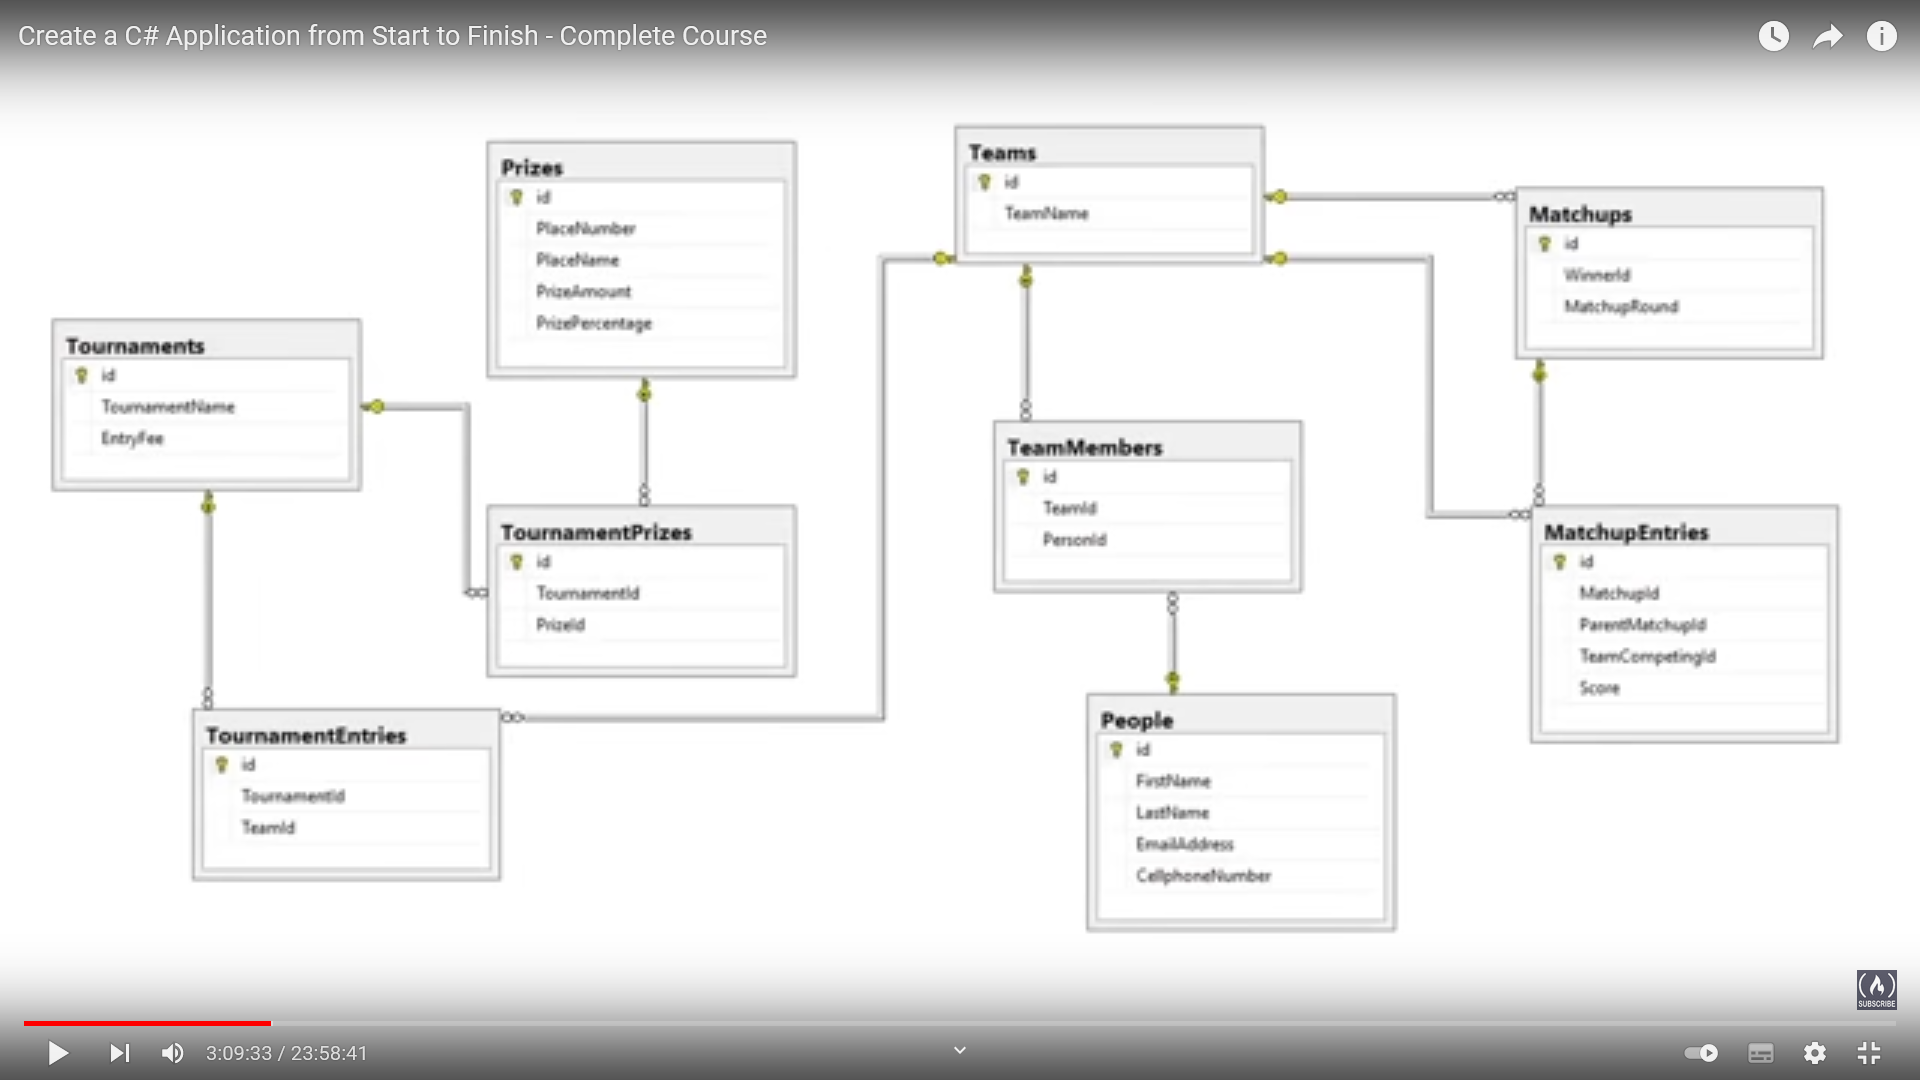 Create a C# Application from Start to Finish - Complete Course
Prizes
id
PlaceNumber
PlaceName
PrizeAmount
PrizePercentage
Teams
id
TeamName
Matchups
id
WinnerId
MatchupRound
Tournaments
id
TournamentName
EntryFee
TeamMembers
id
TeamId
PersonId
TournamentPrizes
id
TournamentId
PrizeId
MatchupEntries
id
MatchupId
ParentMatchupId
TeamCompetingId
Score
TournamentEntries
id
TournamentId
TeamId
People
id
FirstName
LastName
EmailAddress
CellphoneNumber
SUBSCRIBE
3:09:33 / 23:58:41